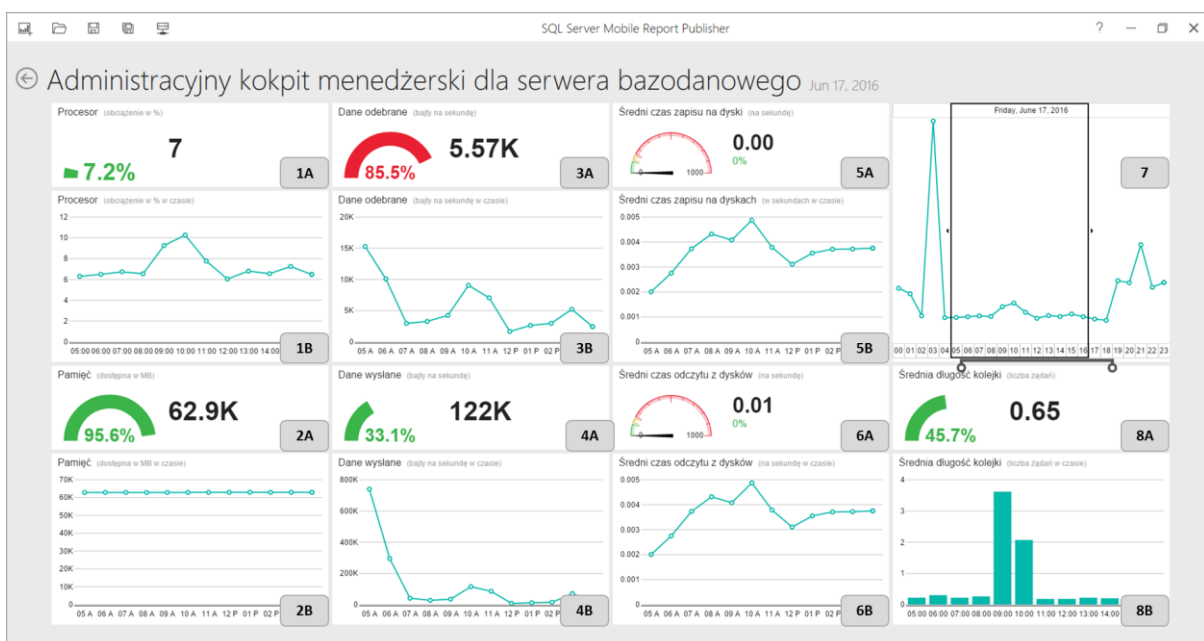 SQL Server Mobile Report Publisher
?
Administracyjny kokpit menedżerski dla serwera bazodanowego Jun 17, 2016
Procesor (obciążenie w %)
7
7.2%
1A
Dane odebrane (bajty na sekundę)
5.57K
85.5%
3A
Średni czas zapisu na dyski (na sekundę)
0.00
0%
0 1000
5A
Friday, June 17, 2016
7
00 01 02 03 04 05 06 07 08 09 10 11 12 13 14 15 16 17 18 19 20 21 22 23
Procesor (obciążenie w % w czasie)
12
10
8
6
4
2
0
05:00 06:00 07:00 08:00 09:00 10:00 11:00 12:00 13:00 14:00
1B
Dane odebrane (bajty na sekundę w czasie)
20K
15K
10K
5K
0
05 A 06 A 07 A 08 A 09 A 10 A 11 A 12 P 01 P 02 P
3B
Średni czas zapisu na dyskach (w sekundach w czasie)
0.005
0.004
0.003
0.002
0.001
0
05 A 06 A 07 A 08 A 09 A 10 A 11 A 12 P 01 P 02 P
5B
Pamięć (dostępna w MB)
62.9K
95.6%
2A
Dane wysłane (bajty na sekundę)
122K
33.1%
4A
Średni czas odczytu z dysków (na sekundę)
0.01
0%
0 1000
6A
Średnia długość kolejki (liczba żądań)
0.65
45.7%
8A
Pamięć (dostępna w MB w czasie)
70K
60K
50K
40K
30K
20K
10K
0
05 A 06 A 07 A 08 A 09 A 10 A 11 A 12 P 01 P 02 P
2B
Dane wysłane (bajty na sekundę w czasie)
800K
600K
400K
200K
0
05 A 06 A 07 A 08 A 09 A 10 A 11 A 12 P 01 P 02 P
4B
Średni czas odczytu z dysków (na sekundę w czasie)
0.005
0.004
0.003
0.002
0.001
0
05 A 06 A 07 A 08 A 09 A 10 A 11 A 12 P 01 P 02 P
6B
Średnia długość kolejki (liczba żądań w czasie)
4
3
2
1
0
05:00 06:00 07:00 08:00 09:00 10:00 11:00 12:00 13:00 14:00
8B